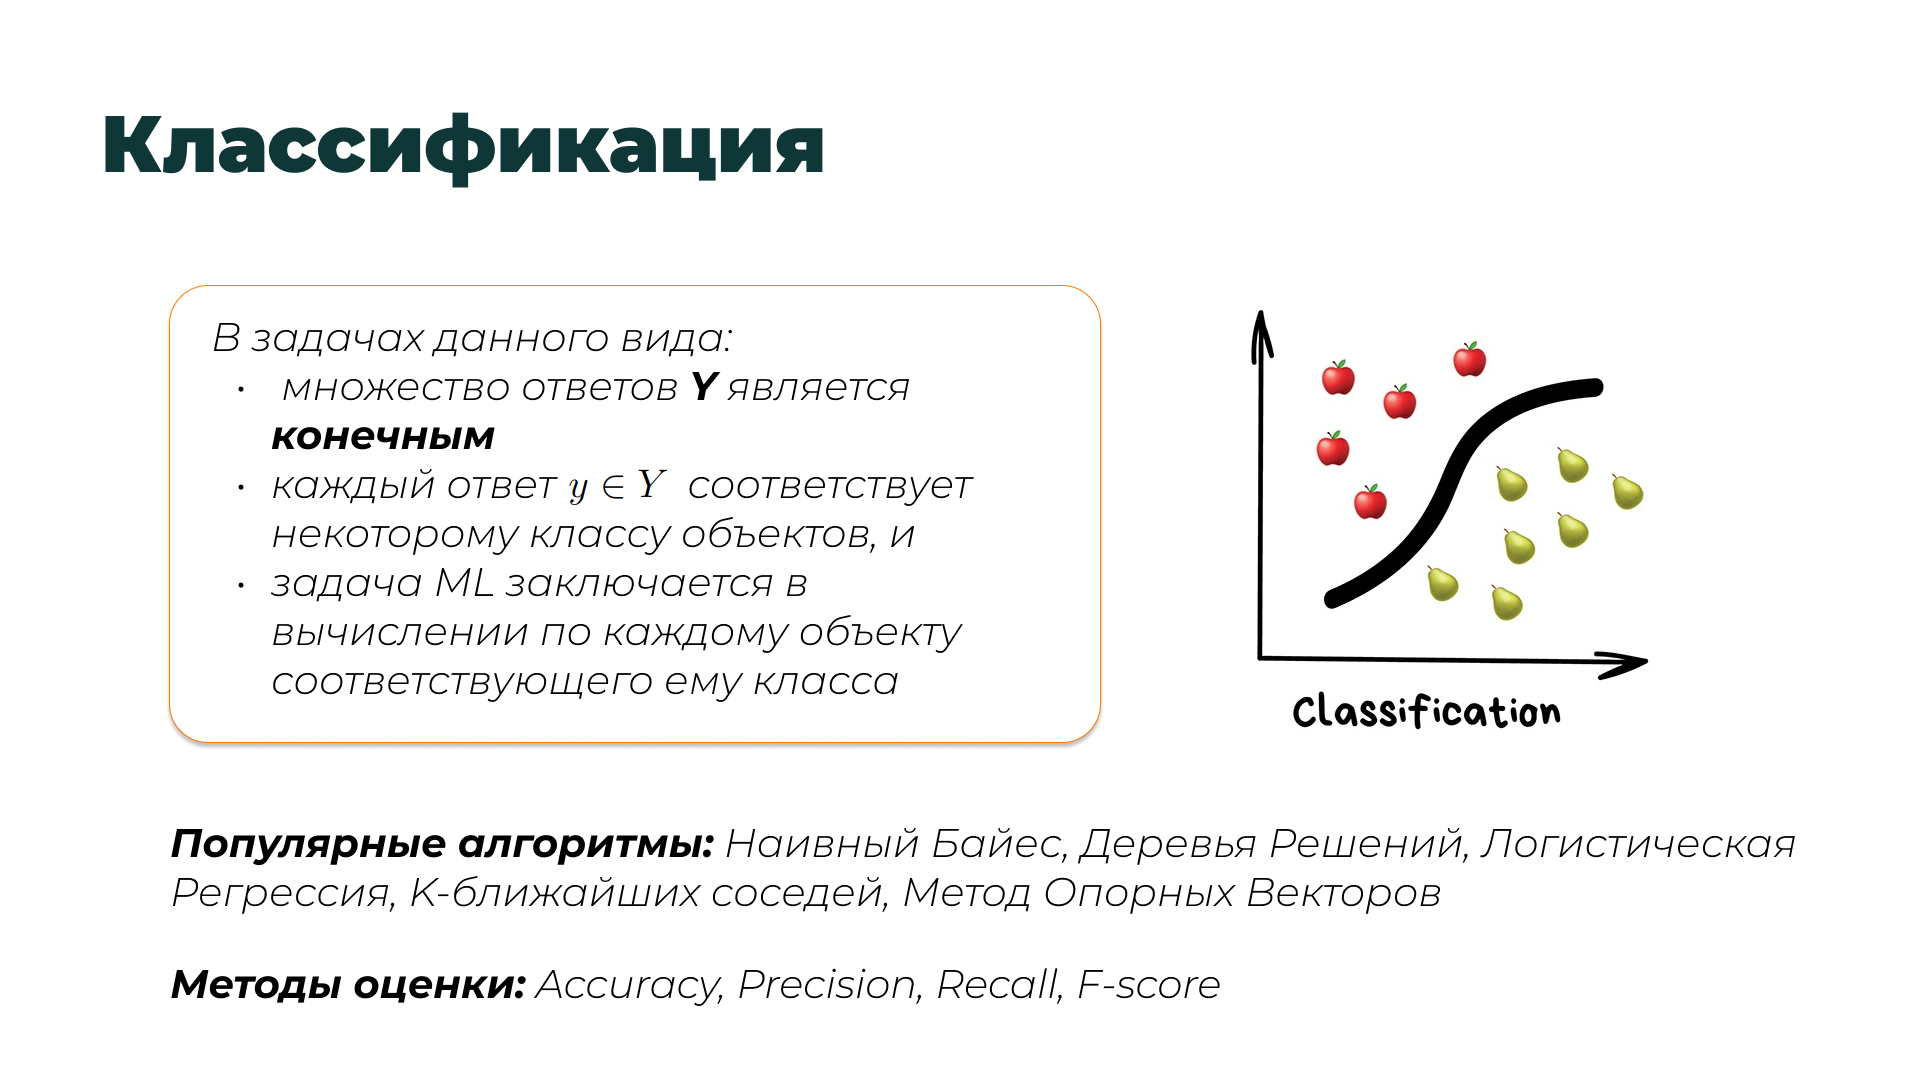 Классификация
В задачах данного вида:
• множество ответов Y является
конечным
• каждый ответ y ∈ Y соответствует
некоторому классу объектов, и
• задача ML заключается в
вычислении по каждому объекту
соответствующего ему класса
Classification
Популярные алгоритмы: Наивный Байес, Деревья Решений, Логистическая
Регрессия, К-ближайших соседей, Метод Опорных Векторов
Методы оценки: Accuracy, Precision, Recall, F-score